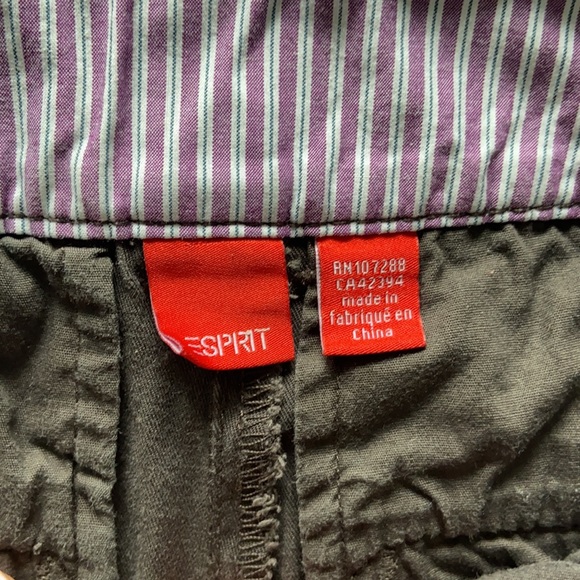 ESPRIT
RN107288
CA42394
made in
fabriqué en
China